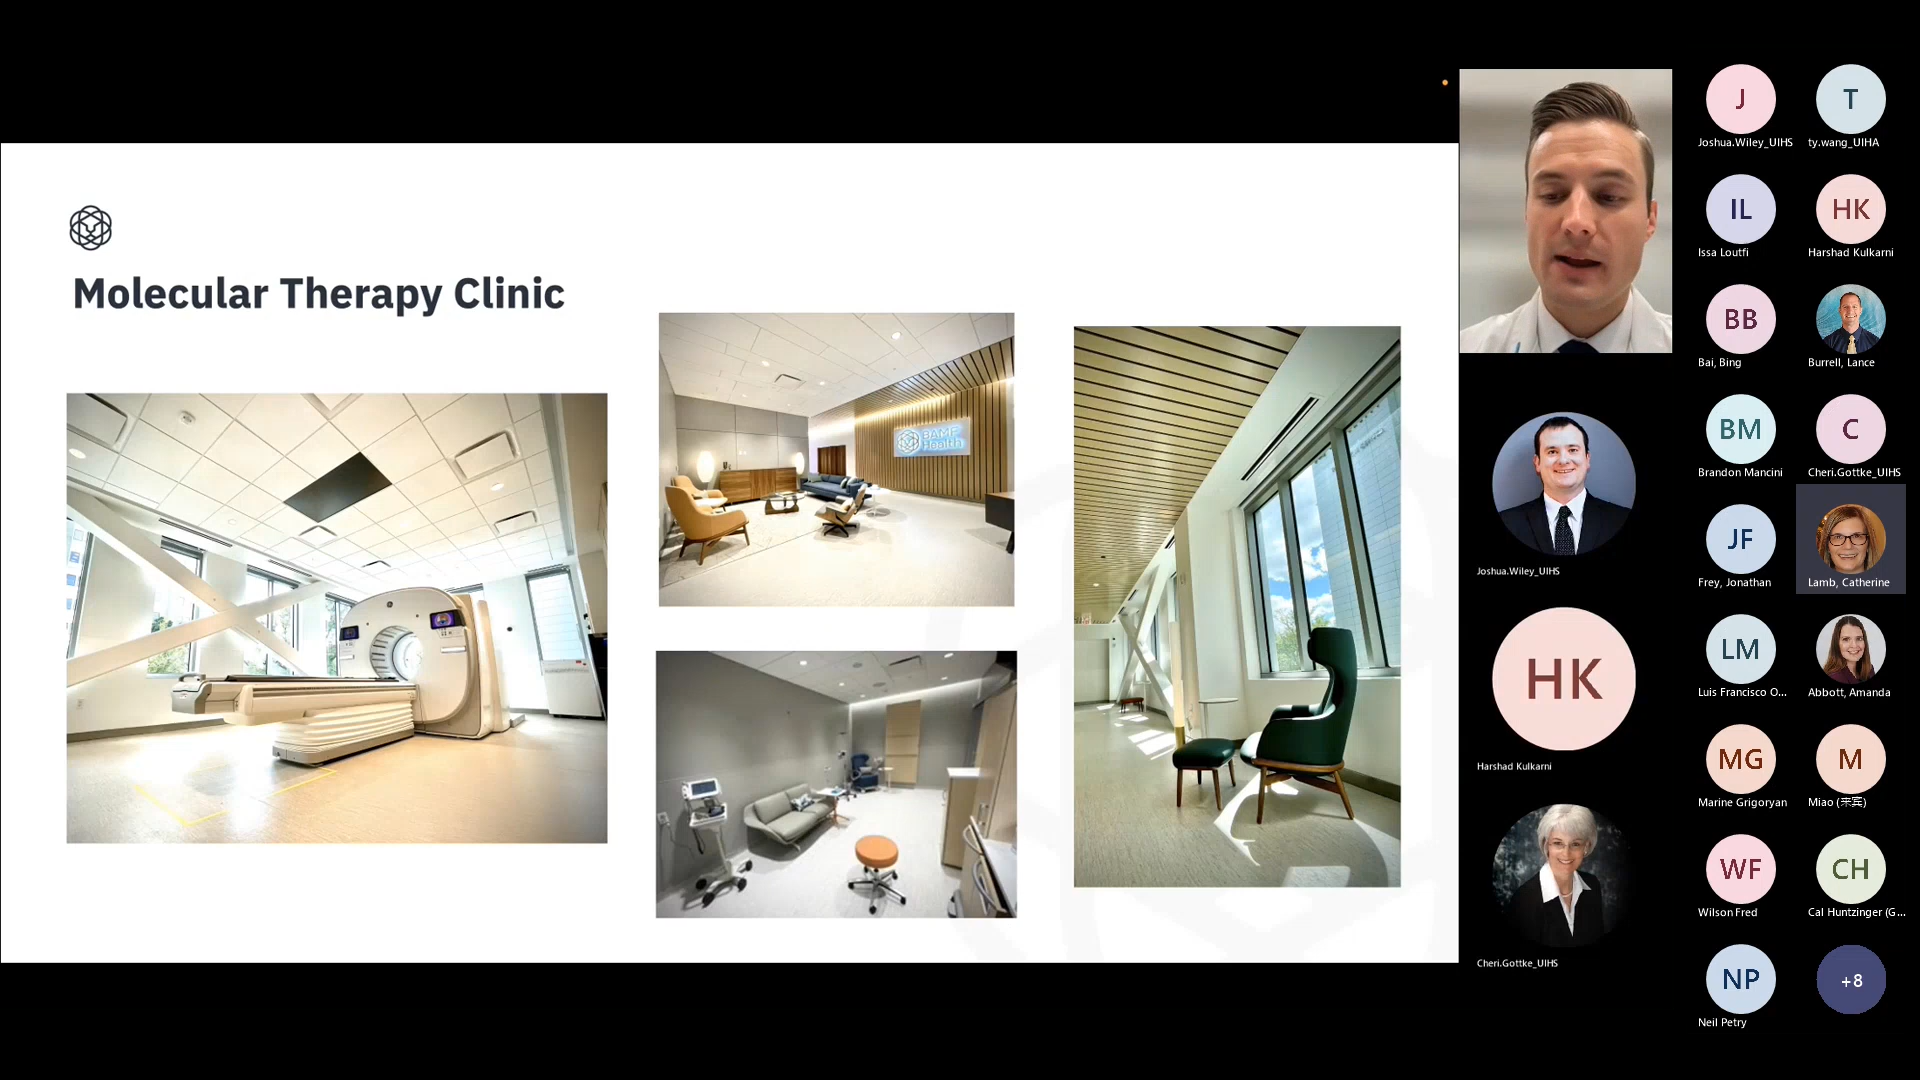 Molecular Therapy Clinic
BAMF
Health
Joshua.Wiley_UIHS
HK
Harshad Kulkarni
Cheri.Gottke_UIHS
J
Joshua.Wiley_UIHS
T
ty.wang_UIHA
IL
Issa Loutfi
HK
Harshad Kulkarni
BB
Bai, Bing
Burrell, Lance
BM
Brandon Mancini
C
Cheri.Gottke_UIHS
JF
Frey, Jonathan
Lamb, Catherine
LM
Luis Francisco O...
Abbott, Amanda
MG
Marine Grigoryan
M
Miao (来宾)
WF
Wilson Fred
CH
Cal Huntzinger (G...
NP
Neil Petry
+8